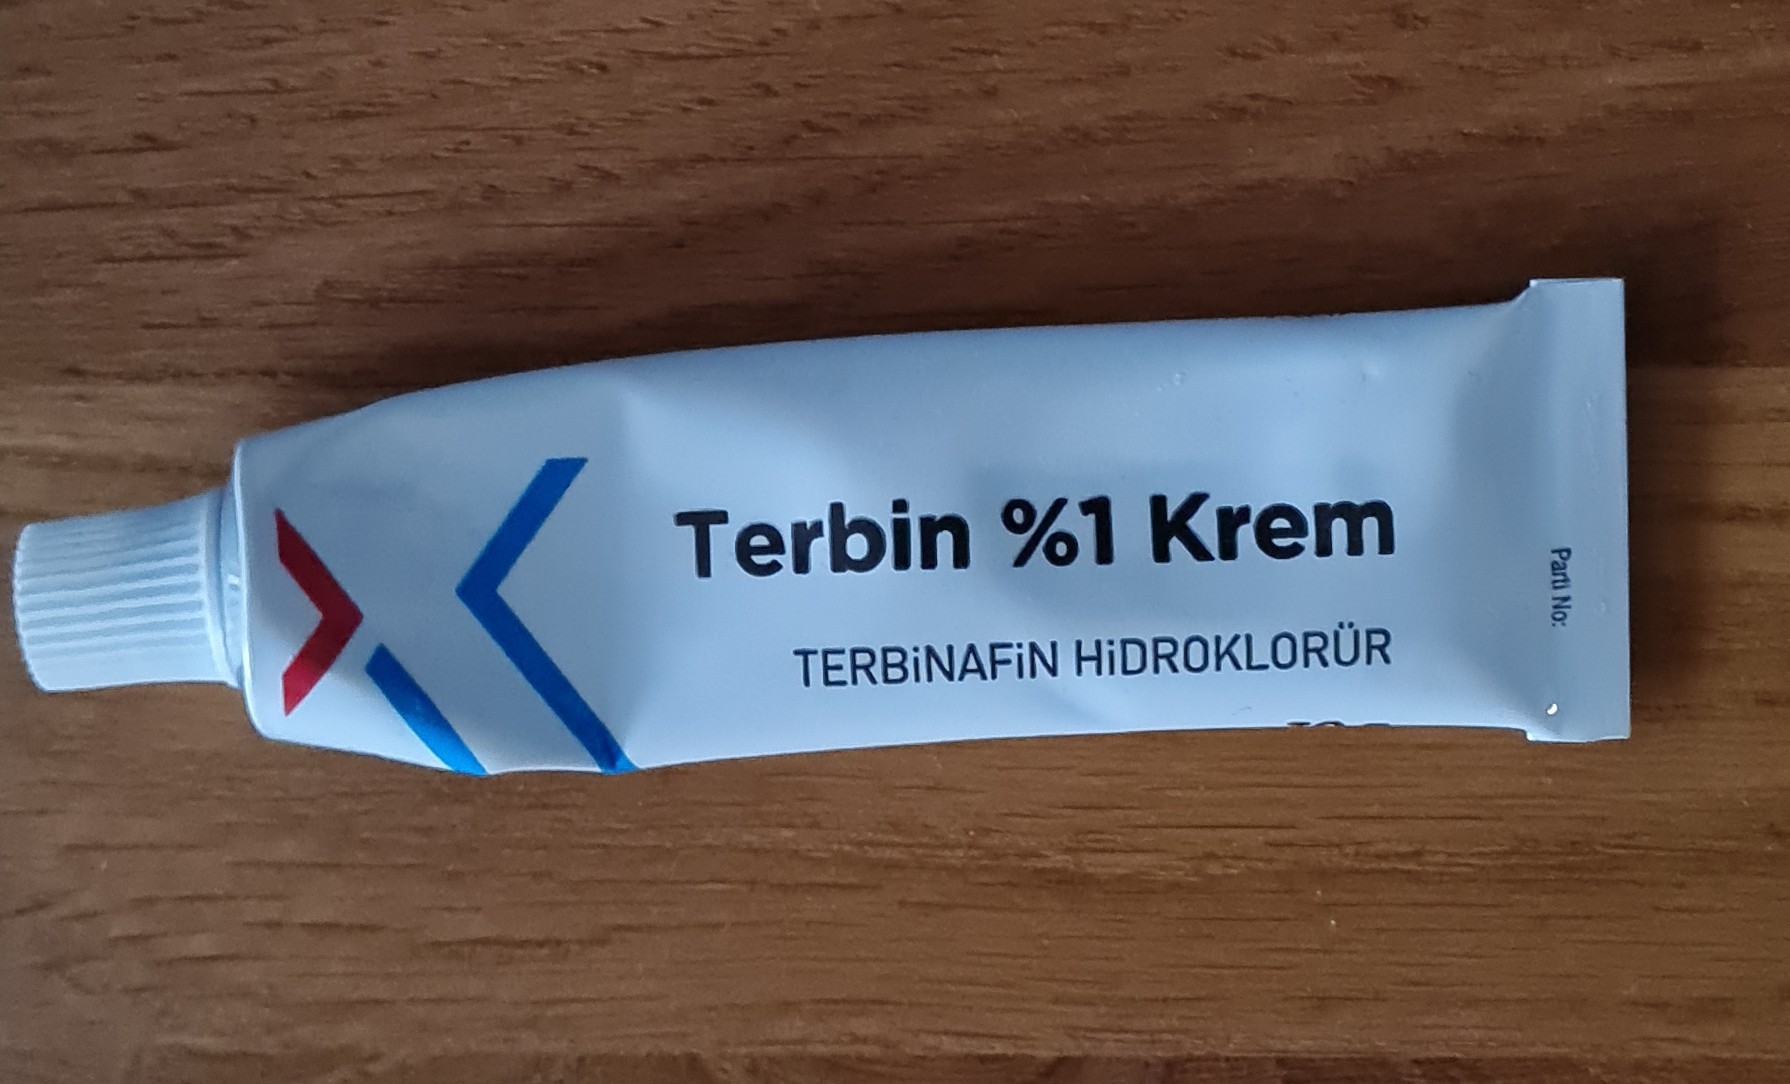 Terbin %1 Krem
TERBiNAFiN HiDROKLORÜR
Parti No: